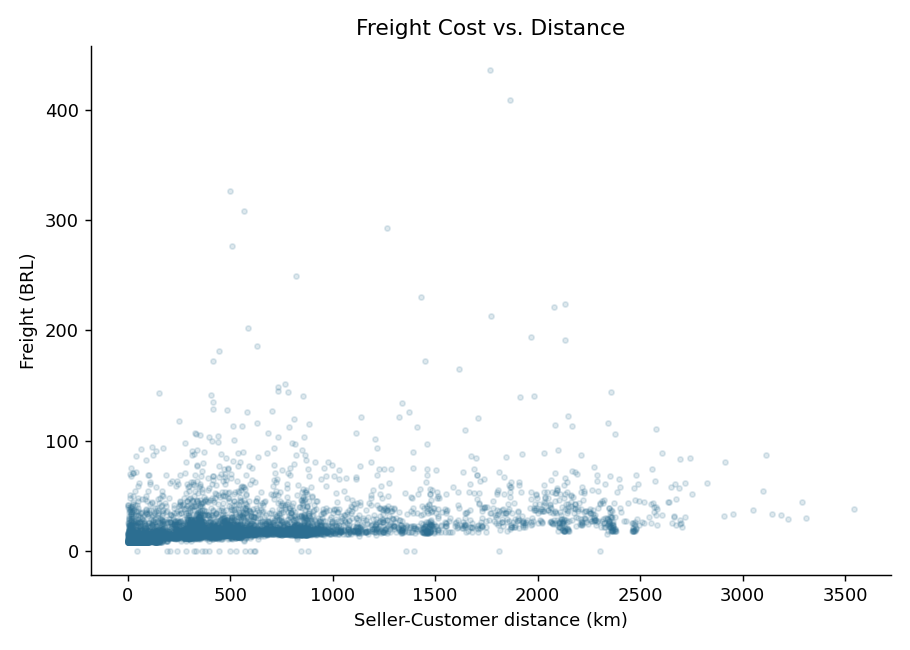 Freight Cost vs. Distance
400
300
200
100
0
Freight (BRL)
0 500 1000 1500 2000 2500 3000 3500
Seller-Customer distance (km)